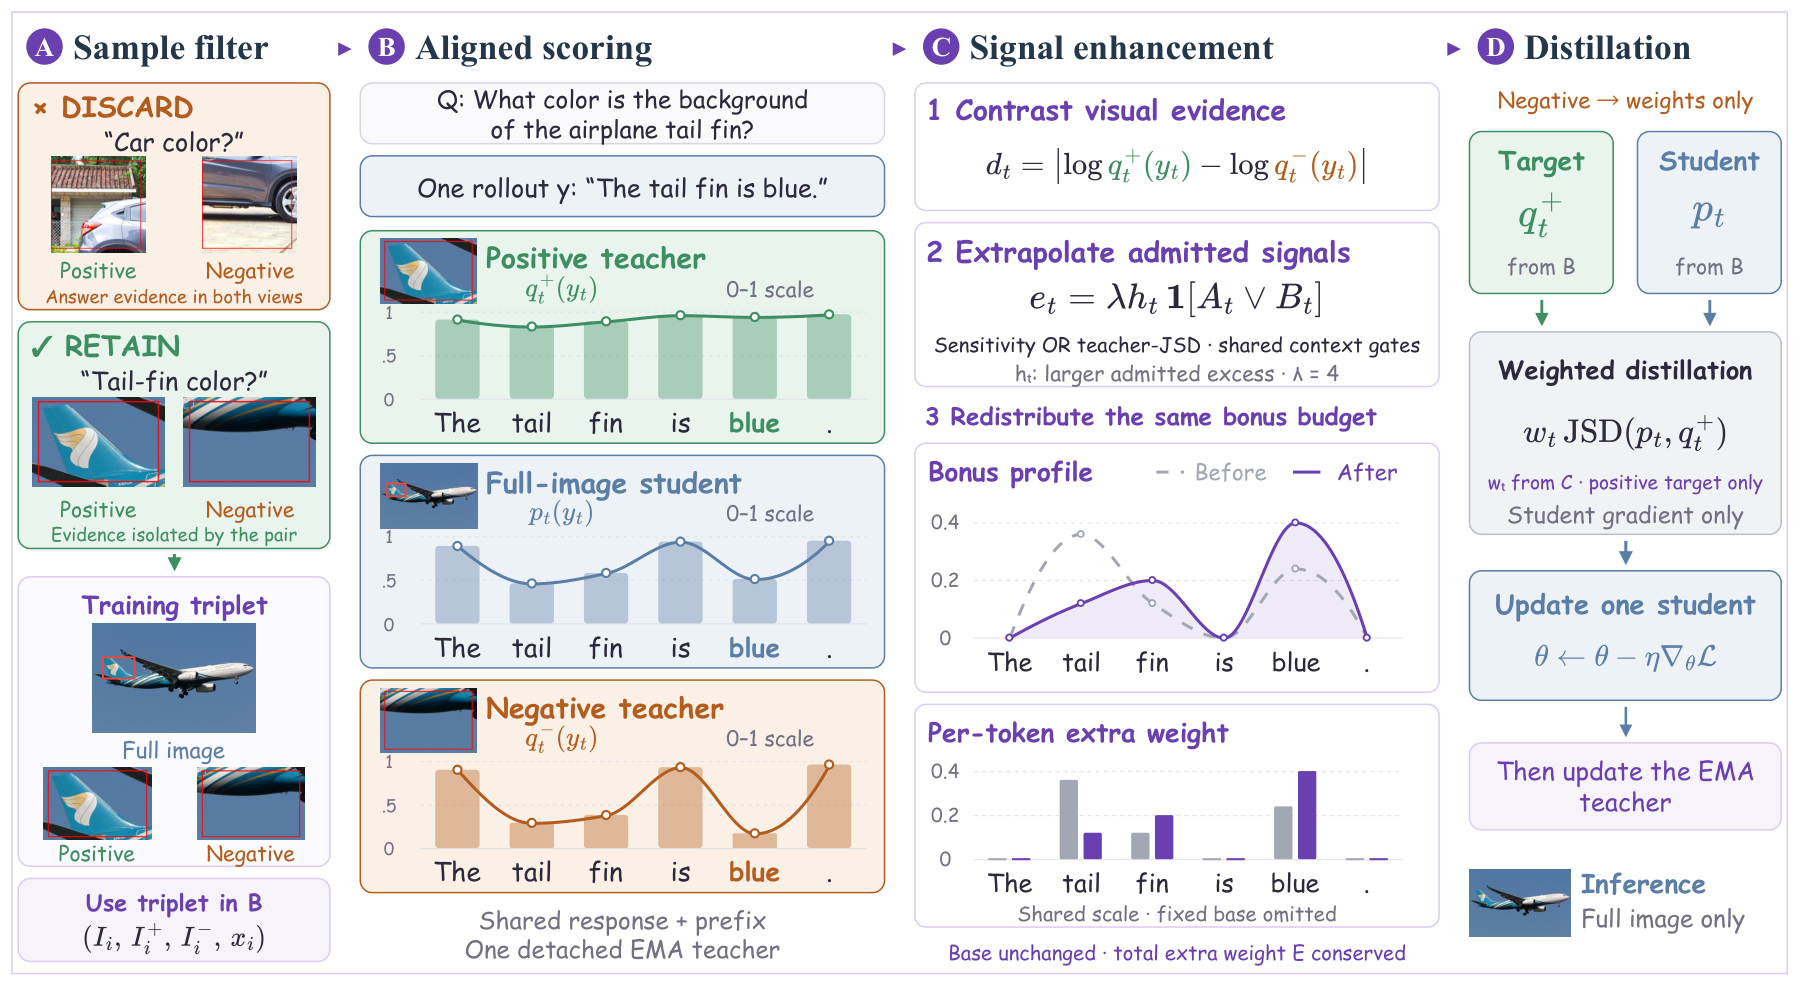 A Sample filter
× DISCARD
“Car color?”
Positive Negative
Answer evidence in both views
✓ RETAIN
“Tail-fin color?”
Positive Negative
Evidence isolated by the pair
Training triplet
Full image
Positive Negative
Use triplet in B
(I_i, I_i^+, I_i^-, x_i)
B Aligned scoring
Q: What color is the background
of the airplane tail fin?
One rollout y: “The tail fin is blue.”
Positive teacher
q_t^+(y_t) 0–1 scale
1
.5
0
The tail fin is blue .
Full-image student
p_t(y_t) 0–1 scale
1
.5
0
The tail fin is blue .
Negative teacher
q_t^-(y_t) 0–1 scale
1
.5
0
The tail fin is blue .
Shared response + prefix
One detached EMA teacher
C Signal enhancement
1 Contrast visual evidence
d_t = |log q_t^+(y_t) − log q_t^-(y_t)|
2 Extrapolate admitted signals
e_t = λh_t 1[A_t ∨ B_t]
Sensitivity OR teacher-JSD · shared context gates
hₜ: larger admitted excess · λ = 4
3 Redistribute the same bonus budget
Bonus profile Before After
0.4
0.2
0
The tail fin is blue .
Per-token extra weight
0.4
0.2
0
The tail fin is blue .
Shared scale · fixed base omitted
Base unchanged · total extra weight E conserved
D Distillation
Negative → weights only
Target Student
q_t^+ p_t
from B from B
Weighted distillation
w_t JSD(p_t, q_t^+)
wₜ from C · positive target only
Student gradient only
Update one student
θ ← θ − η∇_θ ℒ
Then update the EMA
teacher
Inference
Full image only